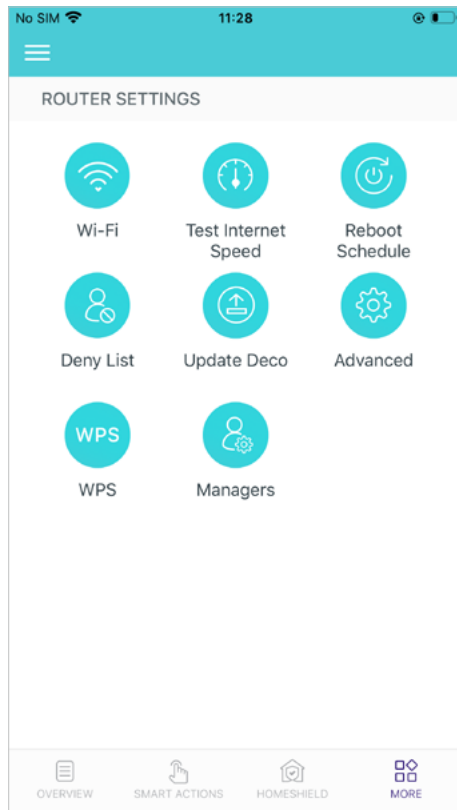 No SIM 11:28
ROUTER SETTINGS
Wi-Fi
Test Internet
Speed
Reboot
Schedule
Deny List
Update Deco
Advanced
WPS
WPS
Managers
OVERVIEW
SMART ACTIONS
HOMESHIELD
MORE